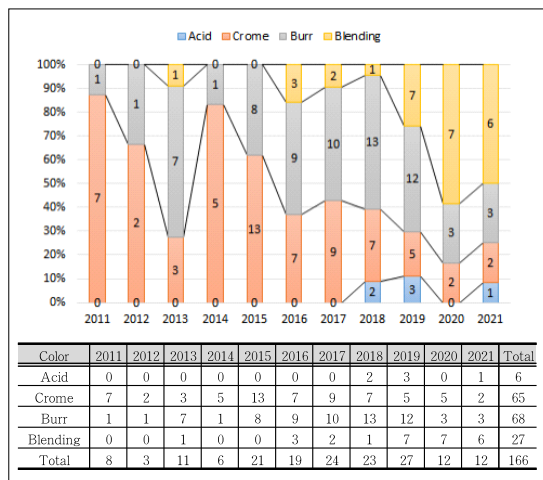 Acid Crome Burr Blending
100%
90%
80%
70%
60%
50%
40%
30%
20%
10%
0%
0 0 1 0 0 3 2 1 7 7 6
1 1 7 1 8 9 10 13 12 3 3
7 2 3 5 13 7 9 7 5 2 2
0 0 0 0 0 0 0 2 3 0 1
2011 2012 2013 2014 2015 2016 2017 2018 2019 2020 2021
Color 2011 2012 2013 2014 2015 2016 2017 2018 2019 2020 2021 Total
Acid 0 0 0 0 0 0 0 2 3 0 1 6
Crome 7 2 3 5 13 7 9 7 5 5 2 65
Burr 1 1 7 1 8 9 10 13 12 3 3 68
Blending 0 0 1 0 0 3 2 1 7 7 6 27
Total 8 3 11 6 21 19 24 23 27 12 12 166